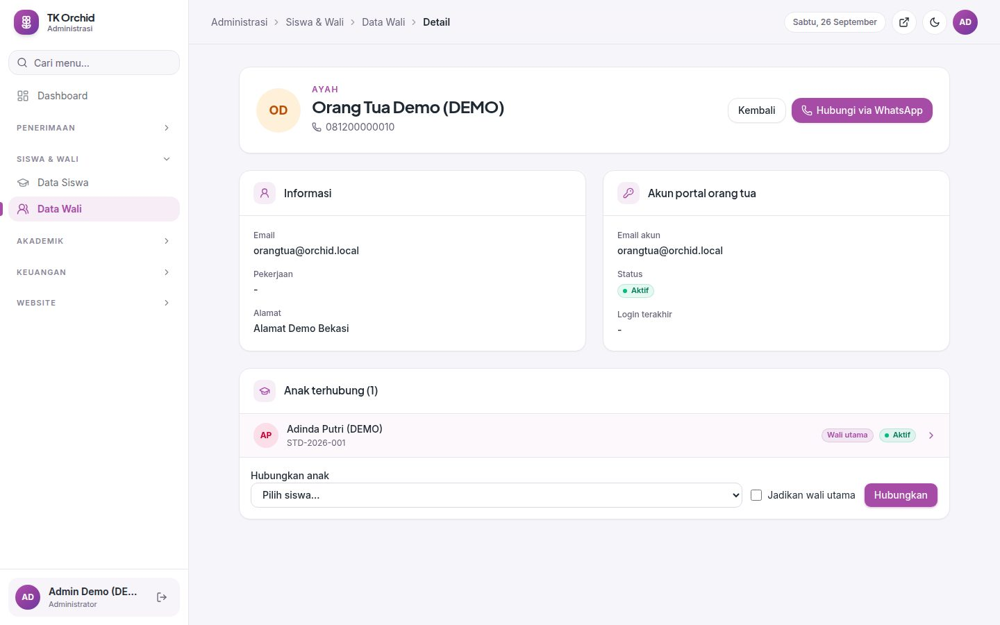 TK Orchid
Administrasi
Cari menu...
Dashboard
PENERIMAAN
SISWA & WALI
Data Siswa
Data Wali
AKADEMIK
KEUANGAN
WEBSITE
AD
Admin Demo (DE...
Administrator
Administrasi > Siswa & Wali > Data Wali > Detail
Sabtu, 26 September
AD
OD
AYAH
Orang Tua Demo (DEMO)
081200000010
Kembali
Hubungi via WhatsApp
Informasi
Email
orangtua@orchid.local
Pekerjaan
-
Alamat
Alamat Demo Bekasi
Akun portal orang tua
Email akun
orangtua@orchid.local
Status
Aktif
Login terakhir
-
Anak terhubung (1)
AP
Adinda Putri (DEMO)
STD-2026-001
Wali utama
Aktif
Hubungkan anak
Pilih siswa...
Jadikan wali utama
Hubungkan